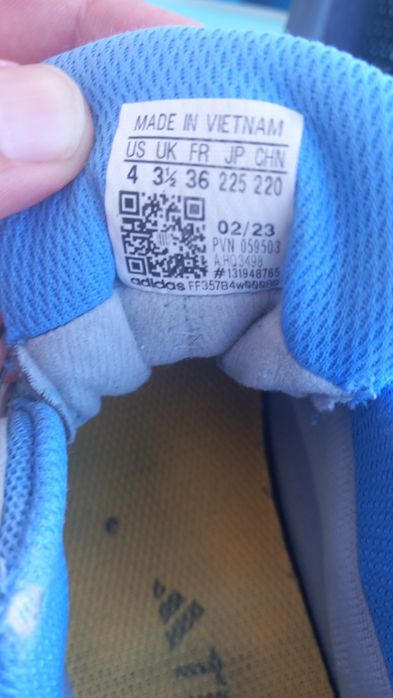 MADE IN VIETNAM
US UK FR JP CHN
4 3½ 36 225 220
02/23
PVN 059503
A.HQ3498
#131948765
adidas